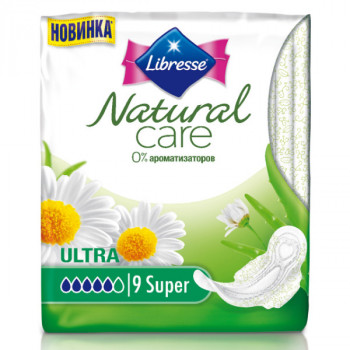 НОВИНКА
Libresse®
Natural
care
0% ароматизаторов
ULTRA
9 Super